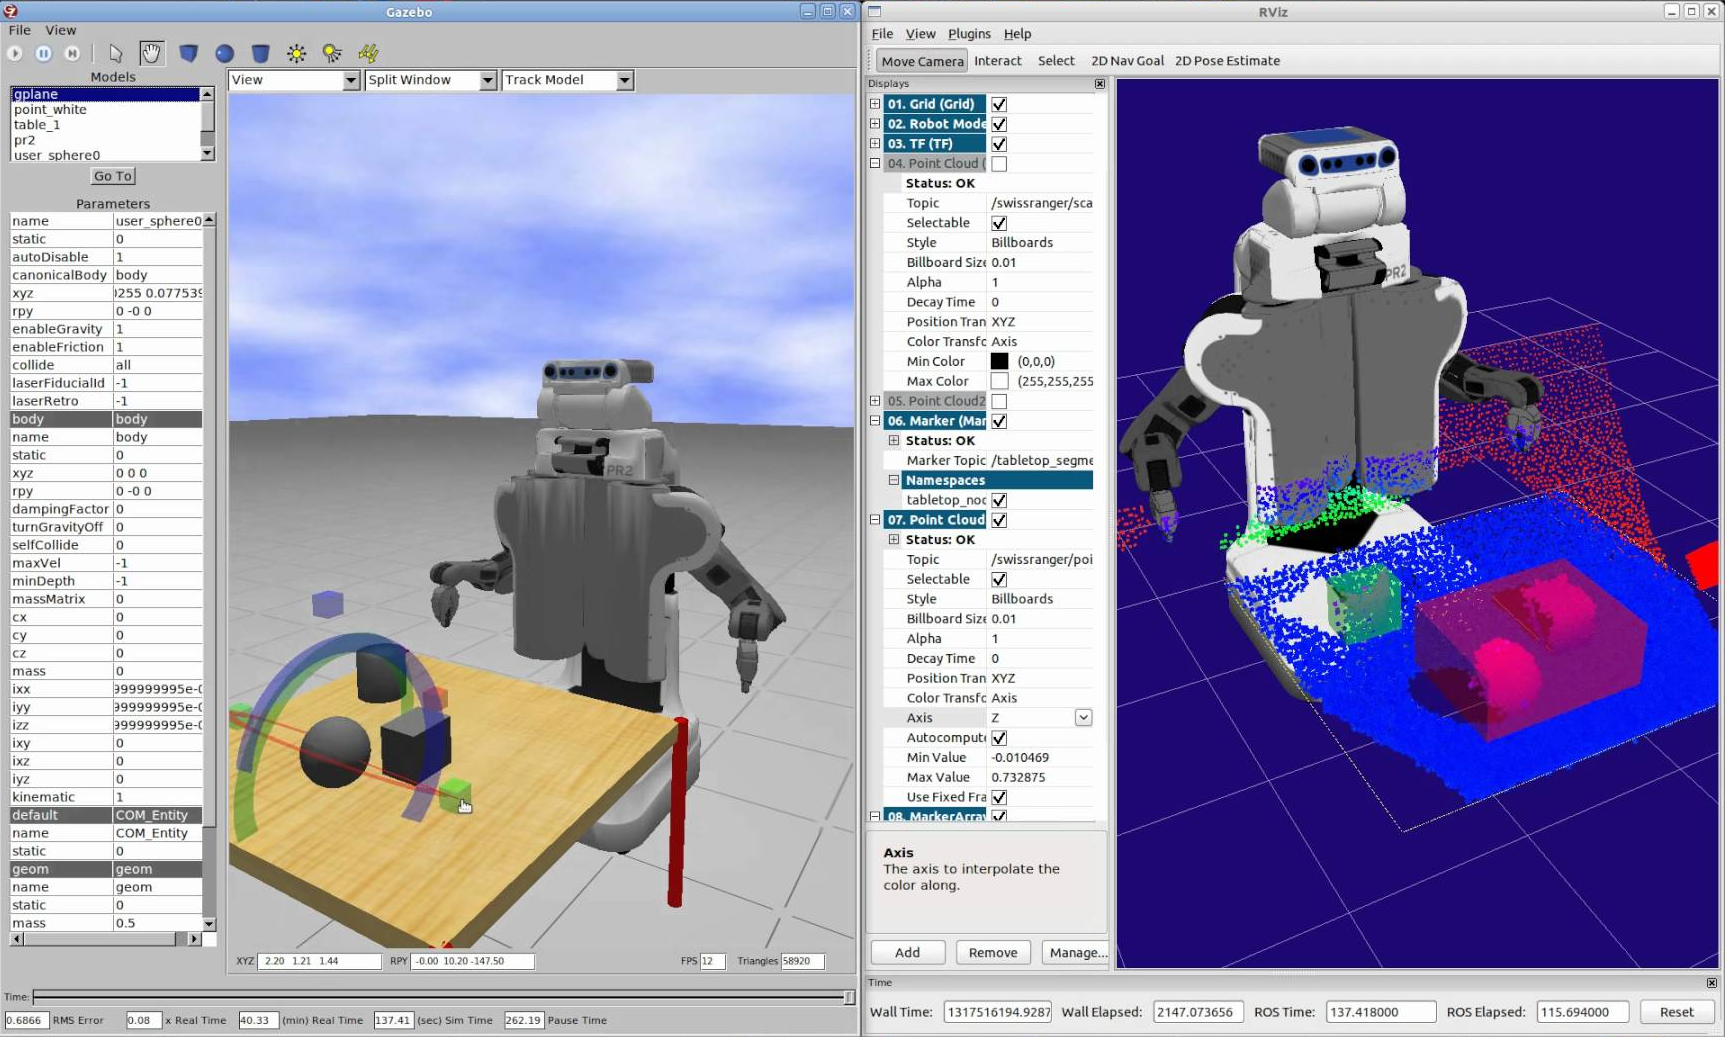 Gazebo
File View
Models
gplane
point_white
table_1
pr2
user_sphere0
Go To
Parameters
name user_sphere0
static 0
autoDisable 1
canonicalBody body
xyz )255 0.077539
rpy 0 -0 0
enableGravity 1
enableFriction 1
collide all
laserFiducialId -1
laserRetro -1
body body
name body
static 0
xyz 0 0 0
rpy 0 -0 0
dampingFactor 0
turnGravityOff 0
selfCollide 0
maxVel -1
minDepth -1
massMatrix 0
cx 0
cy 0
cz 0
mass 0
ixx 999999995e-0
iyy 999999995e-0
izz 999999995e-0
ixy 0
ixz 0
iyz 0
kinematic 1
default COM_Entity
name COM_Entity
static 0
geom geom
name geom
static 0
mass 0.5
View Split Window Track Model
PR2
XYZ 2.20 1.21 1.44 RPY -0.00 10.20 -147.50 FPS 12 Triangles 58920
Time:
0.6866 RMS Error 0.08 x Real Time 40.33 (min) Real Time 137.41 (sec) Sim Time 262.19 Pause Time
RViz
File View Plugins Help
Move Camera Interact Select 2D Nav Goal 2D Pose Estimate
Displays
01. Grid (Grid)
02. Robot Mode
03. TF (TF)
04. Point Cloud (
Status: OK
Topic /swissranger/sca
Selectable
Style Billboards
Billboard Size 0.01
Alpha 1
Decay Time 0
Position Tran XYZ
Color Transfo Axis
Min Color (0,0,0)
Max Color (255,255,255
05. Point Cloud2
06. Marker (Mar
Status: OK
Marker Topic /tabletop_segme
Namespaces
tabletop_noc
07. Point Cloud
Status: OK
Topic /swissranger/poi
Selectable
Style Billboards
Billboard Size 0.01
Alpha 1
Decay Time 0
Position Tran XYZ
Color Transfo Axis
Axis Z
Autocompute
Min Value -0.010469
Max Value 0.732875
Use Fixed Fra
08. MarkerArray
Axis
The axis to interpolate the
color along.
Add Remove Manage...
PR2
Time
Wall Time: 1317516194.9287 Wall Elapsed: 2147.073656 ROS Time: 137.418000 ROS Elapsed: 115.694000 Reset